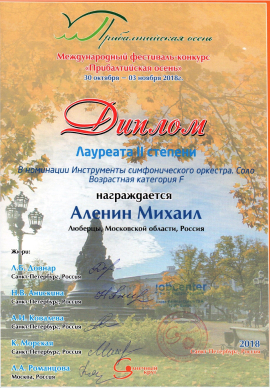 Прибалтийская осень
Международный фестиваль-конкурс
«Прибалтийская осень»
30 октября - 03 ноября 2018г.
Диплом
Лауреата II степени
В номинации Инструменты симфонического оркестра. Соло
Возрастная категория F
награждается
Аленин Михаил
Люберцы, Московской области, Россия
Жюри:
Санкт-Петербург, Россия
Санкт-Петербург, Россия
artcenter
Л.И. Ковалева
Санкт-Петербург, Россия
К. Морская
Санкт-Петербург, Россия
2018
Санкт-Петербург, Россия
Л.А. Романцова
Москва, Россия